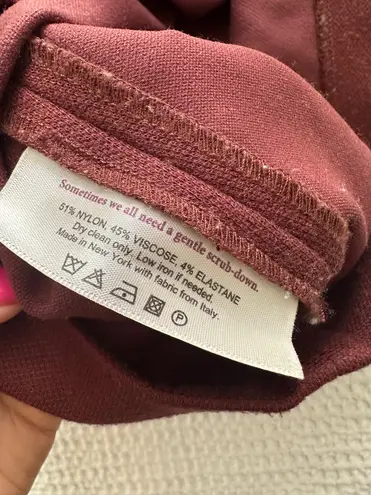 Sometimes we all need a gentle scrub-down.
51% NYLON, 45% VISCOSE, 4% ELASTANE
Dry clean only. Low iron if needed.
Made in New York with fabric from Italy.
P